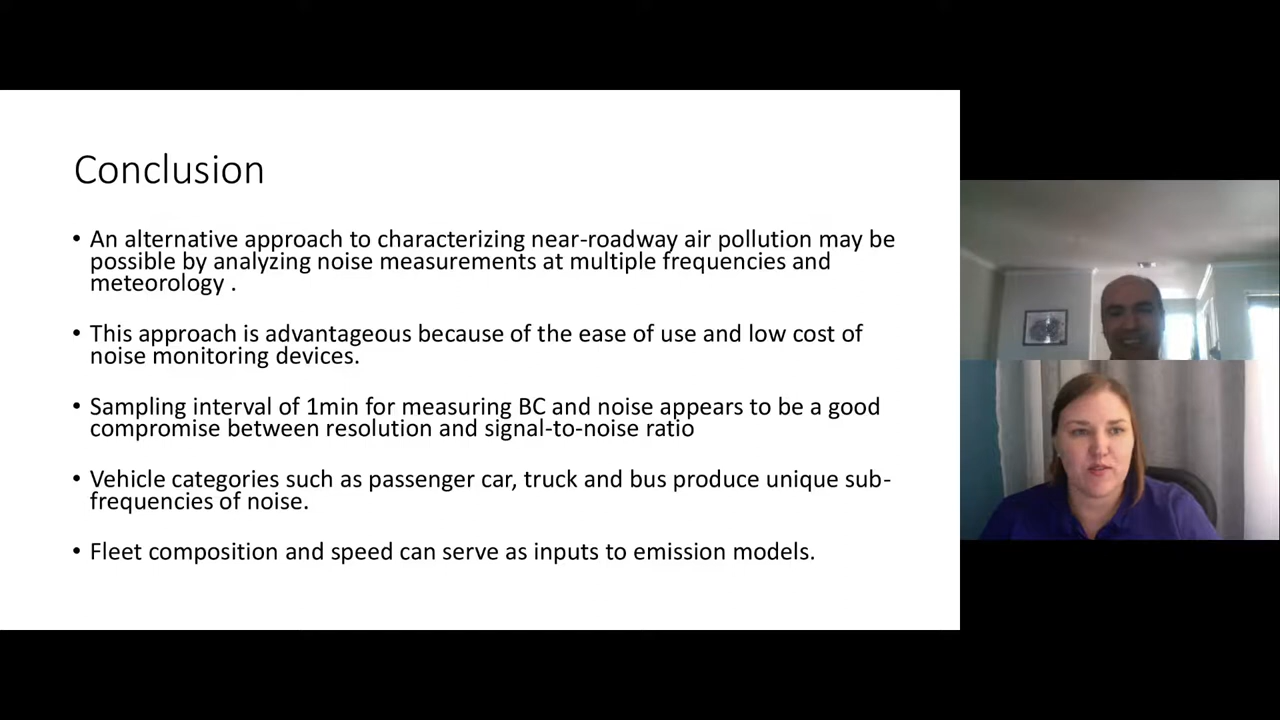 Conclusion
• An alternative approach to characterizing near-roadway air pollution may be
possible by analyzing noise measurements at multiple frequencies and
meteorology .
• This approach is advantageous because of the ease of use and low cost of
noise monitoring devices.
• Sampling interval of 1min for measuring BC and noise appears to be a good
compromise between resolution and signal-to-noise ratio
• Vehicle categories such as passenger car, truck and bus produce unique sub-
frequencies of noise.
• Fleet composition and speed can serve as inputs to emission models.